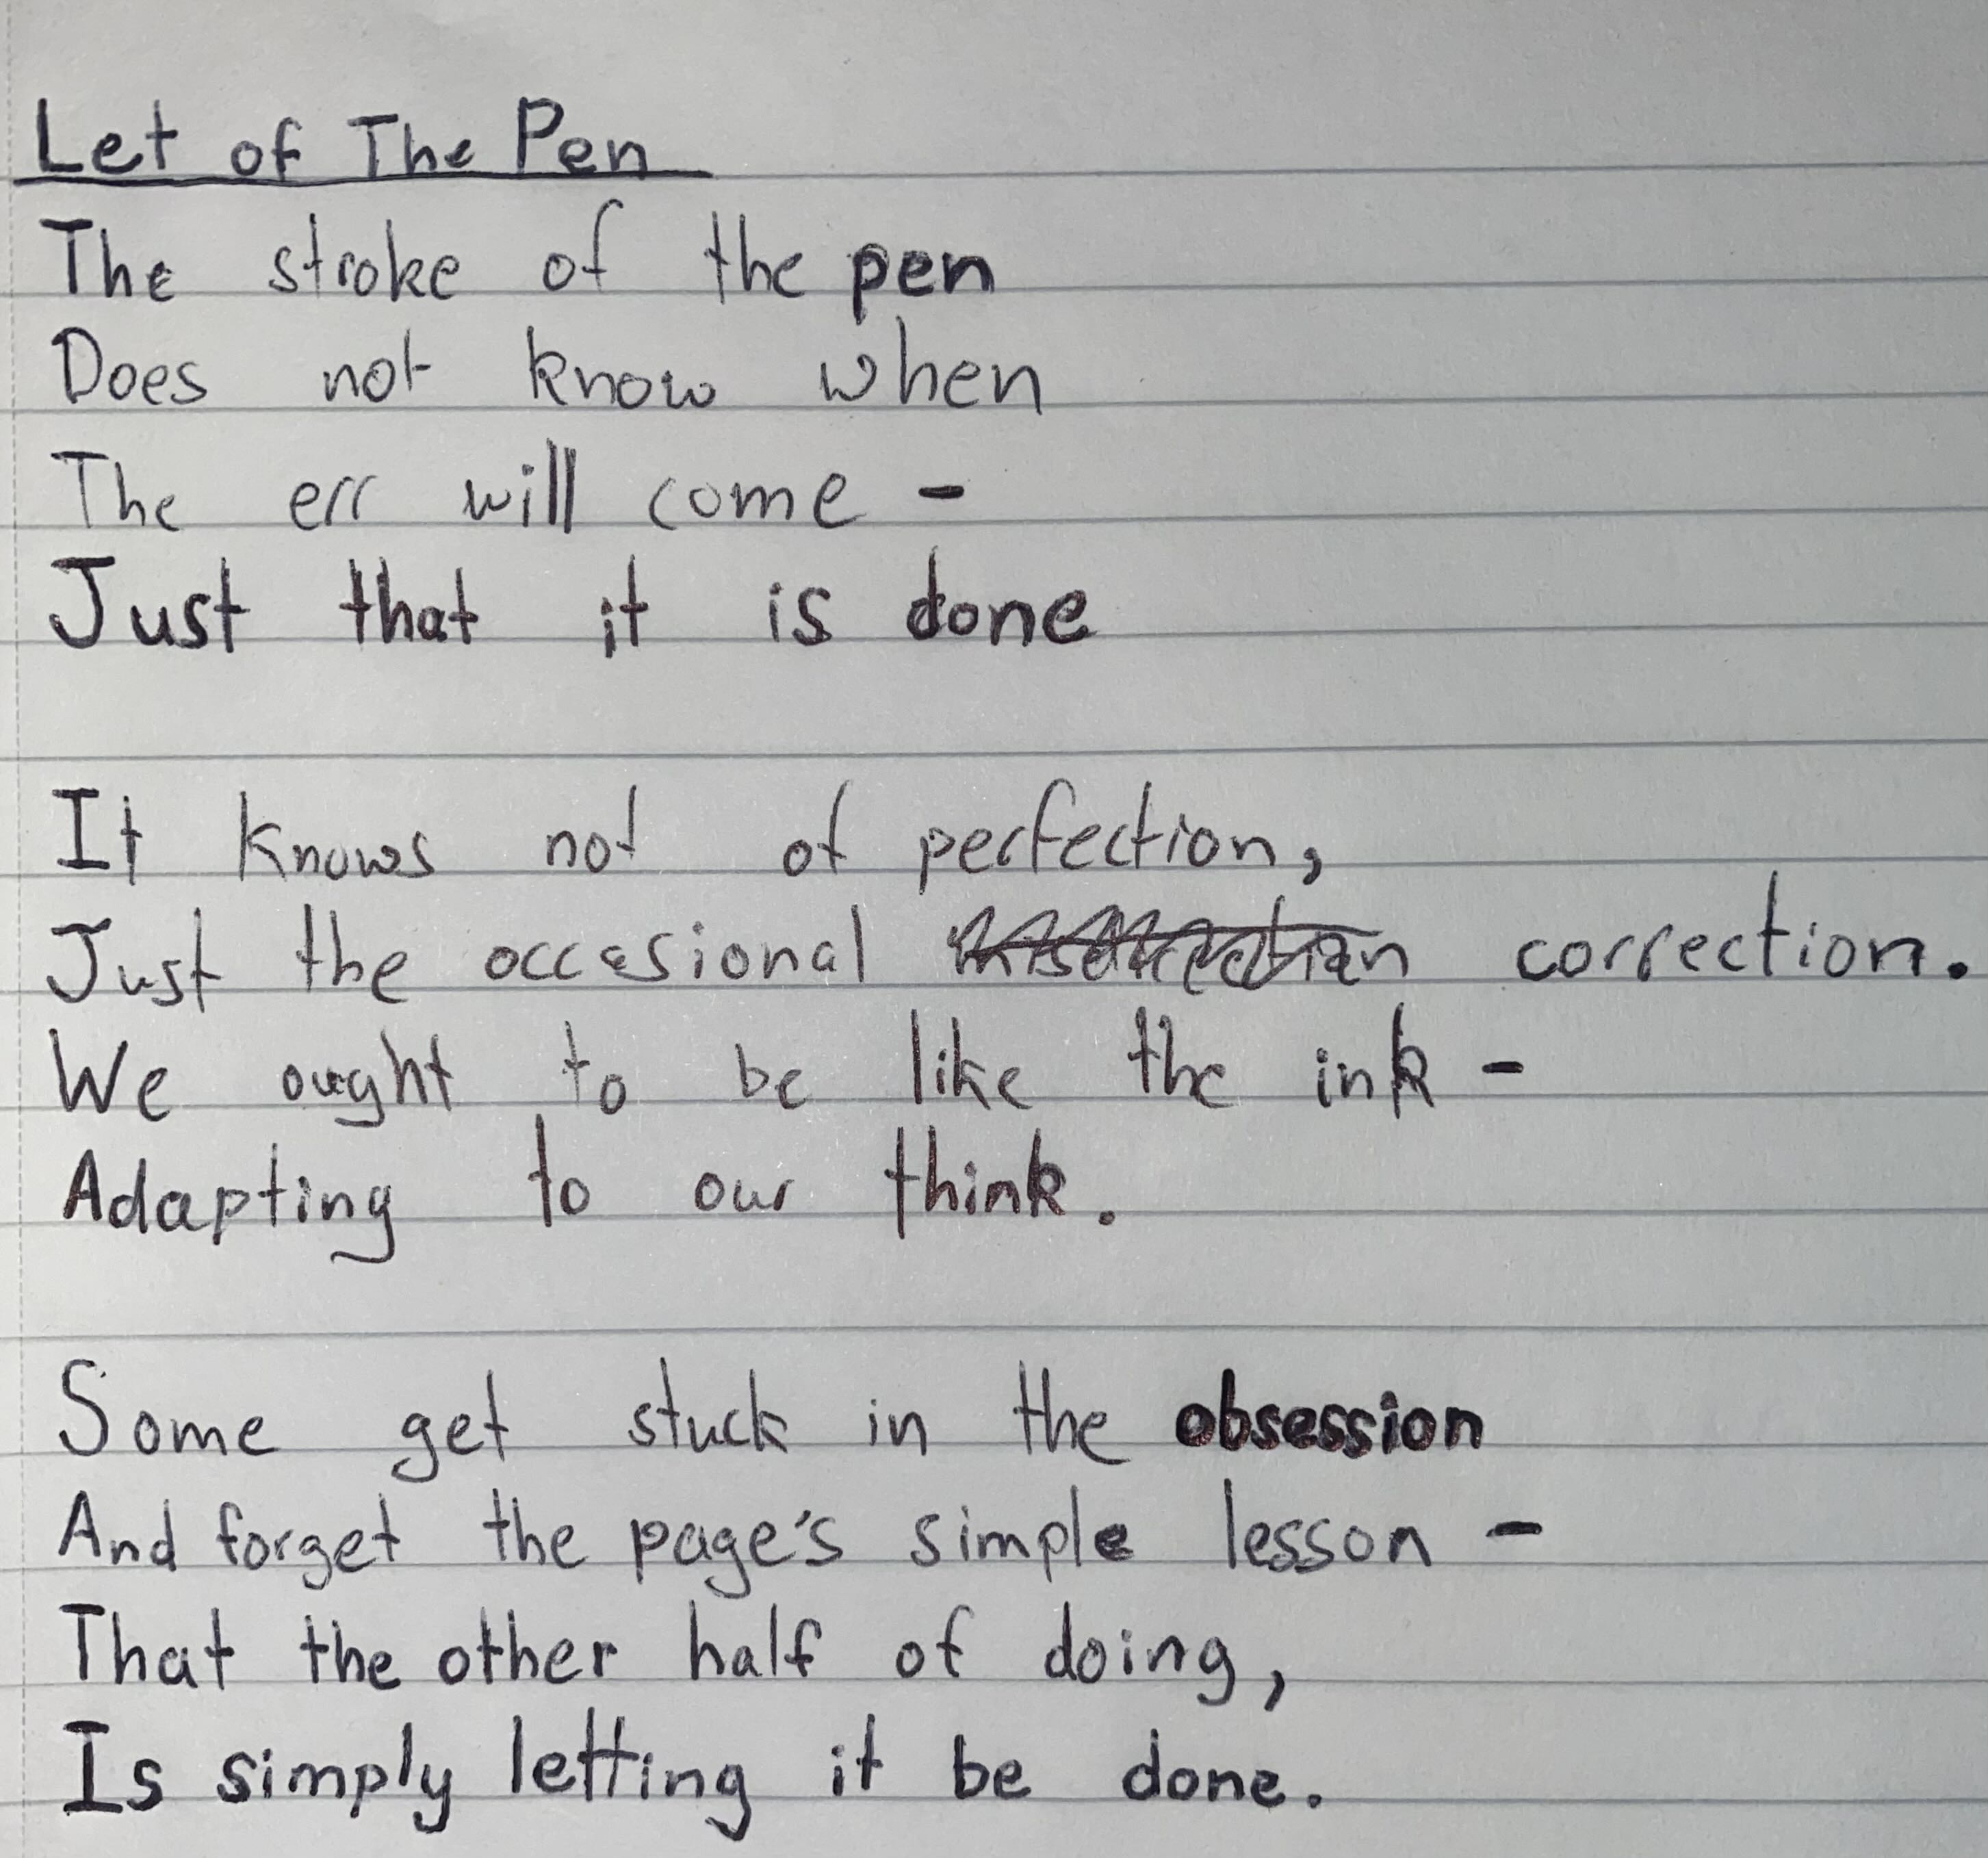 Let of The Pen
The stroke of the pen
Does not know when
The err will come -
Just that it is done
It knows not of perfection,
Just the occasional correction.
We ought to be like the ink -
Adapting to our think.
Some get stuck in the obsession
And forget the page's simple lesson -
That the other half of doing,
Is simply letting it be done.